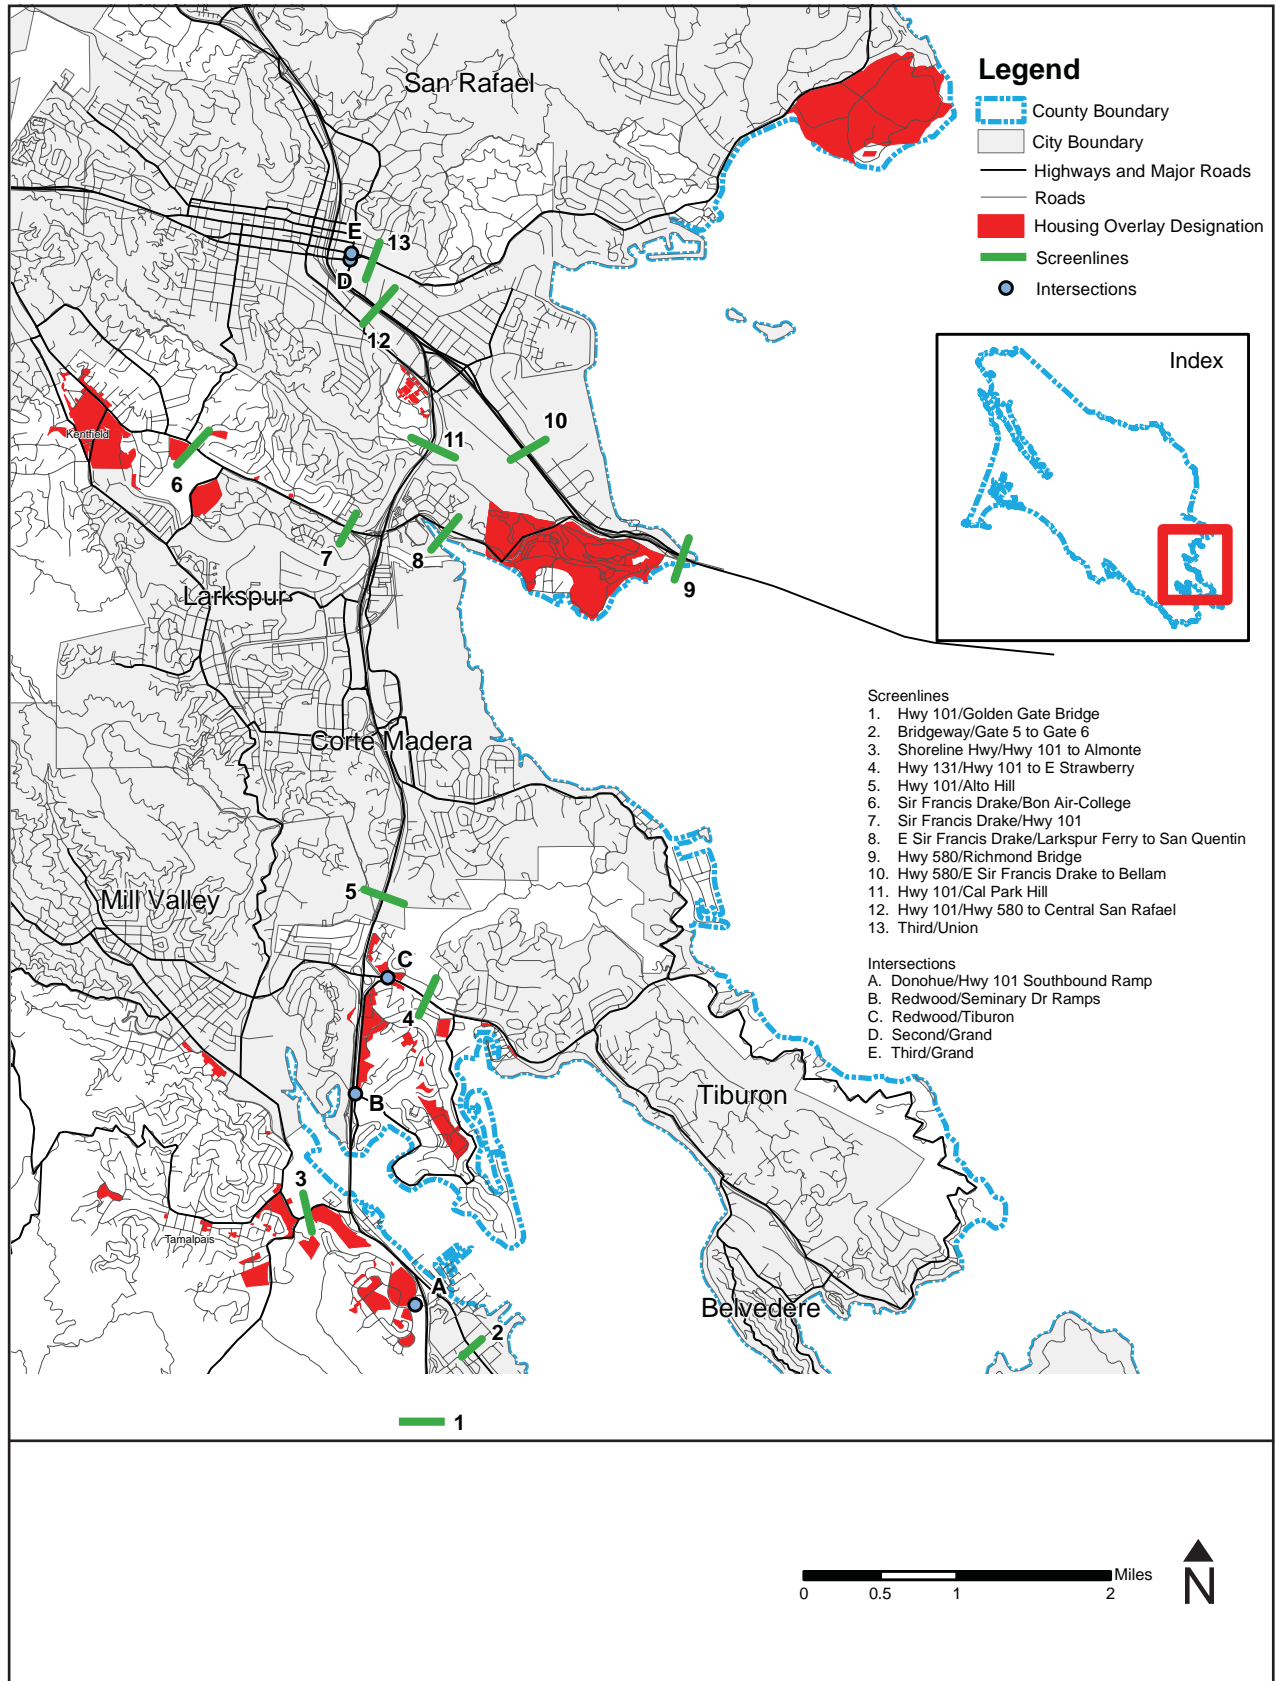 San Rafael
Legend
County Boundary
City Boundary
Highways and Major Roads
Roads
Housing Overlay Designation
Screenlines
Intersections
E
13
D
12
Index
10
11
Kentfield
6
7
8
9
Larkspur
Screenlines
1. Hwy 101/Golden Gate Bridge
2. Bridgeway/Gate 5 to Gate 6
3. Shoreline Hwy/Hwy 101 to Almonte
4. Hwy 131/Hwy 101 to E Strawberry
5. Hwy 101/Alto Hill
6. Sir Francis Drake/Bon Air-College
7. Sir Francis Drake/Hwy 101
8. E Sir Francis Drake/Larkspur Ferry to San Quentin
9. Hwy 580/Richmond Bridge
10. Hwy 580/E Sir Francis Drake to Bellam
11. Hwy 101/Cal Park Hill
12. Hwy 101/Hwy 580 to Central San Rafael
13. Third/Union
Corte Madera
5
Mill Valley
C
4
Intersections
A. Donohue/Hwy 101 Southbound Ramp
B. Redwood/Seminary Dr Ramps
C. Redwood/Tiburon
D. Second/Grand
E. Third/Grand
Tiburon
B
3
Tamalpais
A
Belvedere
2
1
Miles
0 0.5 1 2
N